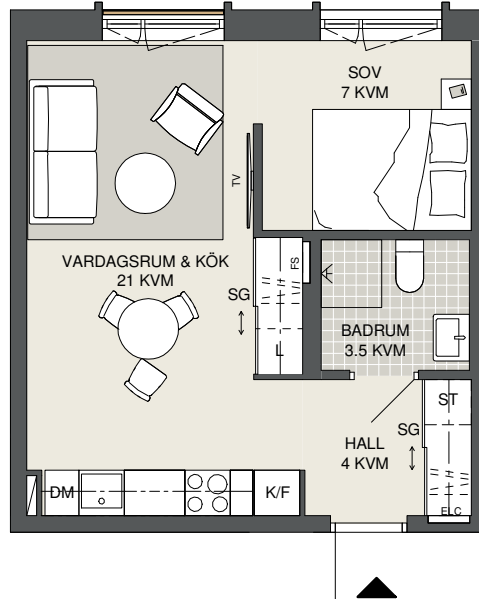 SOV
7 KVM
TV
VARDAGSRUM & KÖK
21 KVM
FS
SG
L
BADRUM
3.5 KVM
ST
SG
HALL
4 KVM
DM
K/F
ELC